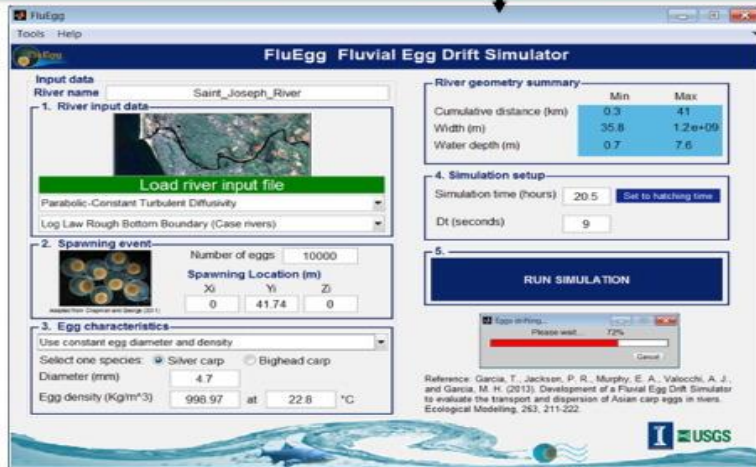 FluEgg
Tools Help
FluEgg Fluvial Egg Drift Simulator
Input data
River name Saint_Joseph_River
1. River input data
Load river input file
Parabolic-Constant Turbulent Diffusivity
Log Law Rough Bottom Boundary (Case rivers)
2. Spawning event
Number of eggs 10000
Spawning Location (m)
Xi Yi Zi
0 41.74 0
Adapted from Chapman and George (2011)
3. Egg characteristics
Use constant egg diameter and density
Select one species: Silver carp Bighead carp
Diameter (mm) 4.7
Egg density (Kg/m^3) 998.97 at 22.8 °C
River geometry summary
Min Max
Cumulative distance (km) 0.3 41
Width (m) 35.8 1.2e+09
Water depth (m) 0.7 7.6
4. Simulation setup
Simulation time (hours) 20.5 Set to hatching time
Dt (seconds) 9
5.
RUN SIMULATION
Eggs drifting...
Please wait... 72%
Cancel
Reference: Garcia, T., Jackson, P. R., Murphy, E. A., Valocchi, A. J.,
and Garcia, M. H. (2013). Development of a Fluvial Egg Drift Simulator
to evaluate the transport and dispersion of Asian carp eggs in rivers.
Ecological Modelling, 263, 211-222.
I USGS